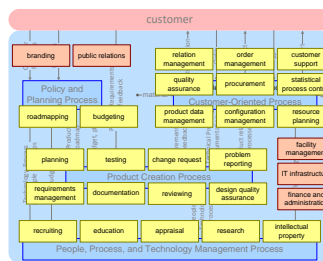 customer
branding
public relations
relation
management
order
management
customer
support
quality
assurance
procurement
statistical
process contr
Policy and
Planning Process
Customer-Oriented Process
roadmapping
budgeting
product data
management
configuration
management
resource
planning
facility
management
planning
testing
change request
problem
reporting
IT infrastructu
Product Creation Process
requirements
management
documentation
reviewing
design quality
assurance
finance and
administration
recruiting
education
appraisal
research
intellectual
property
People, Process, and Technology Management Process